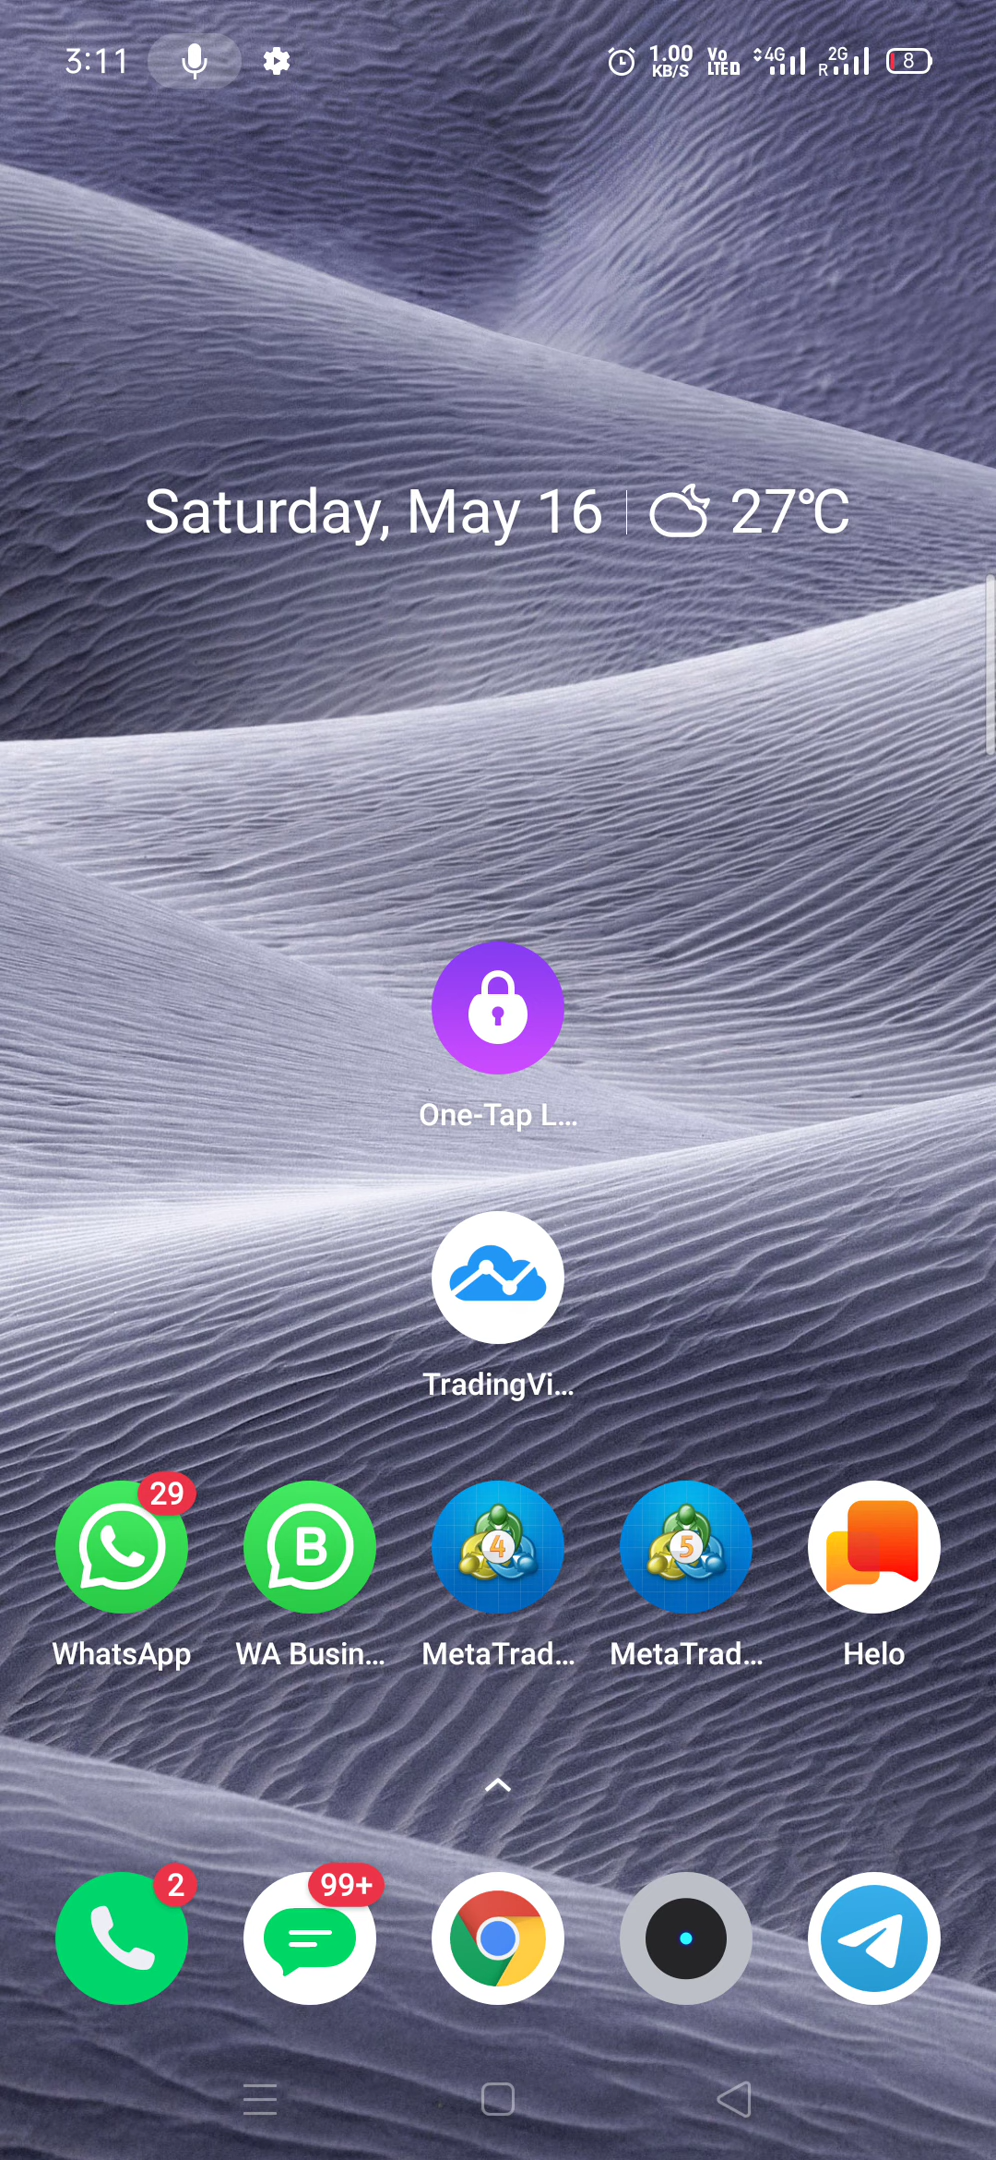 3:11 1.00 KB/S Vo LTED 4G R 2G 8
Saturday, May 16 27°C
One-Tap L...
TradingVi...
29
4 5
WhatsApp WA Busin... MetaTrad... MetaTrad... Helo
2 99+